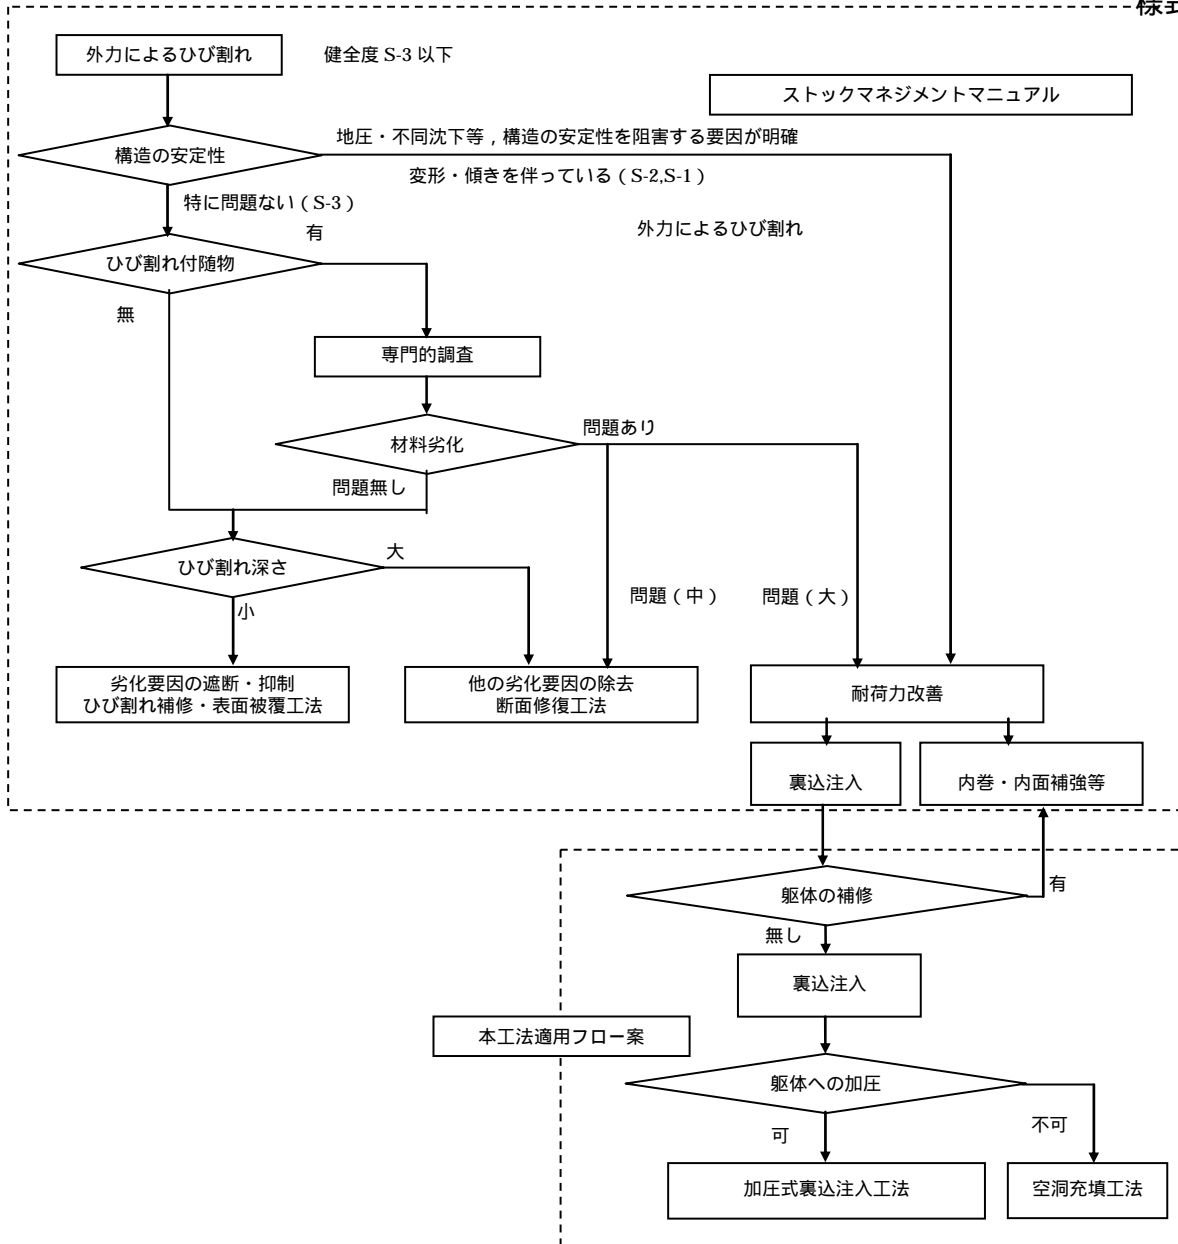 様式
外力によるひび割れ
健全度 S-3 以下
ストックマネジメントマニュアル
地圧・不同沈下等，構造の安定性を阻害する要因が明確
構造の安定性
変形・傾きを伴っている（S-2,S-1）
特に問題ない（S-3）
外力によるひび割れ
有
ひび割れ付随物
無
専門的調査
問題あり
材料劣化
問題無し
大
ひび割れ深さ
問題（中）
問題（大）
小
劣化要因の遮断・抑制
ひび割れ補修・表面被覆工法
他の劣化要因の除去
断面修復工法
耐荷力改善
裏込注入
内巻・内面補強等
躯体の補修
有
無し
裏込注入
本工法適用フロー案
躯体への加圧
可
不可
加圧式裏込注入工法
空洞充填工法